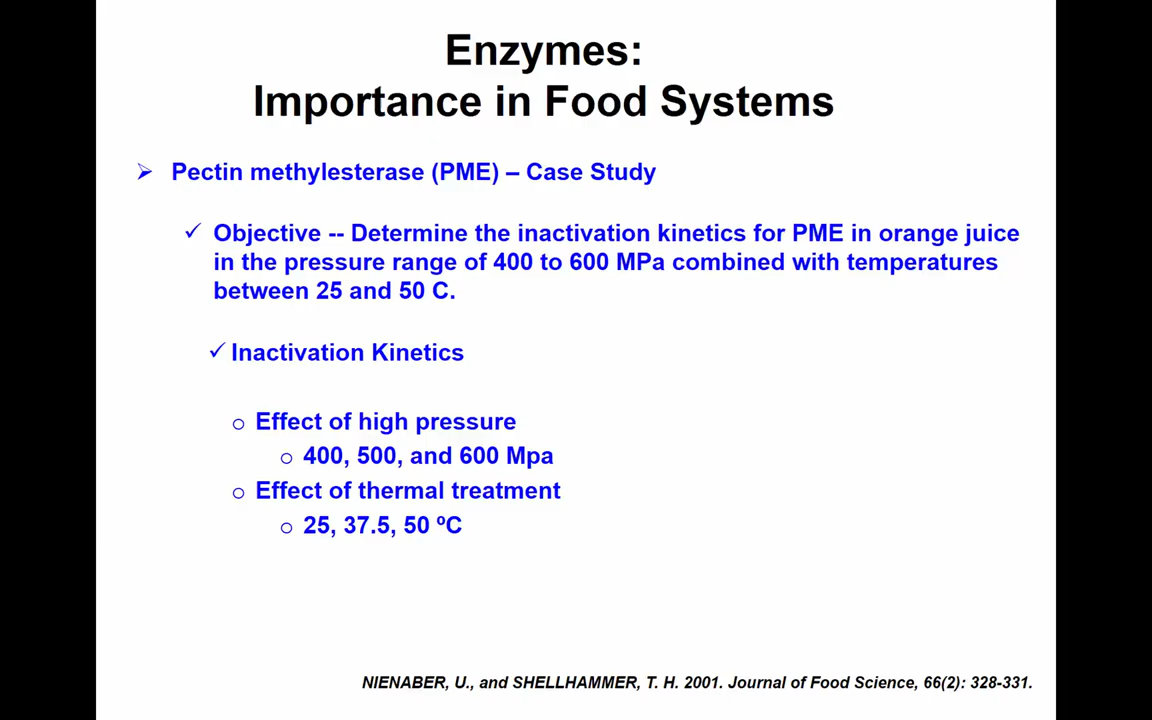 Enzymes:
Importance in Food Systems
➢ Pectin methylesterase (PME) – Case Study
✓ Objective -- Determine the inactivation kinetics for PME in orange juice
in the pressure range of 400 to 600 MPa combined with temperatures
between 25 and 50 C.
✓ Inactivation Kinetics
o Effect of high pressure
o 400, 500, and 600 Mpa
o Effect of thermal treatment
o 25, 37.5, 50 ºC
NIENABER, U., and SHELLHAMMER, T. H. 2001. Journal of Food Science, 66(2): 328-331.